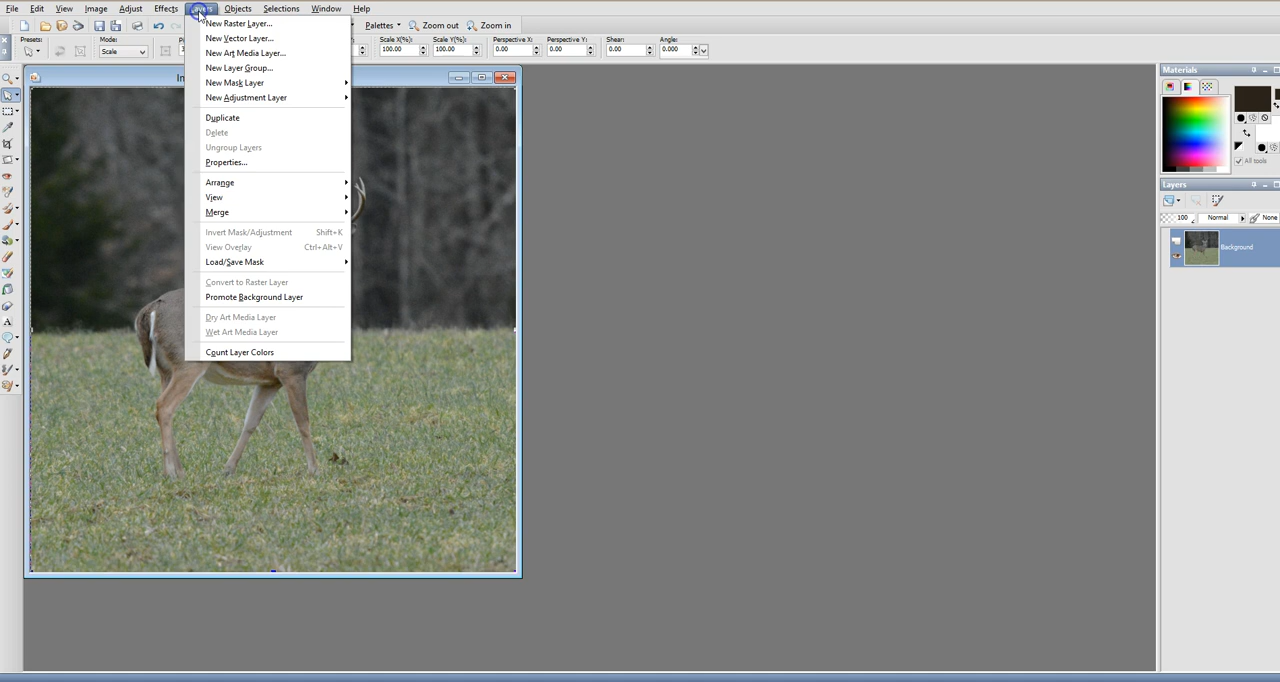 File Edit View Image Adjust Effects Layers Objects Selections Window Help
Palettes Zoom out Zoom in
Presets: Mode: Scale X(%): Scale Y(%): Perspective X: Perspective Y: Shear: Angle:
Scale 100.00 100.00 0.00 0.00 0.00 0.000
New Raster Layer...
New Vector Layer...
New Art Media Layer...
New Layer Group...
New Mask Layer
New Adjustment Layer
Duplicate
Delete
Ungroup Layers
Properties...
Arrange
View
Merge
Invert Mask/Adjustment Shift+K
View Overlay Ctrl+Alt+V
Load/Save Mask
Convert to Raster Layer
Promote Background Layer
Dry Art Media Layer
Wet Art Media Layer
Count Layer Colors
Materials
All tools
Layers
100 Normal None
Background